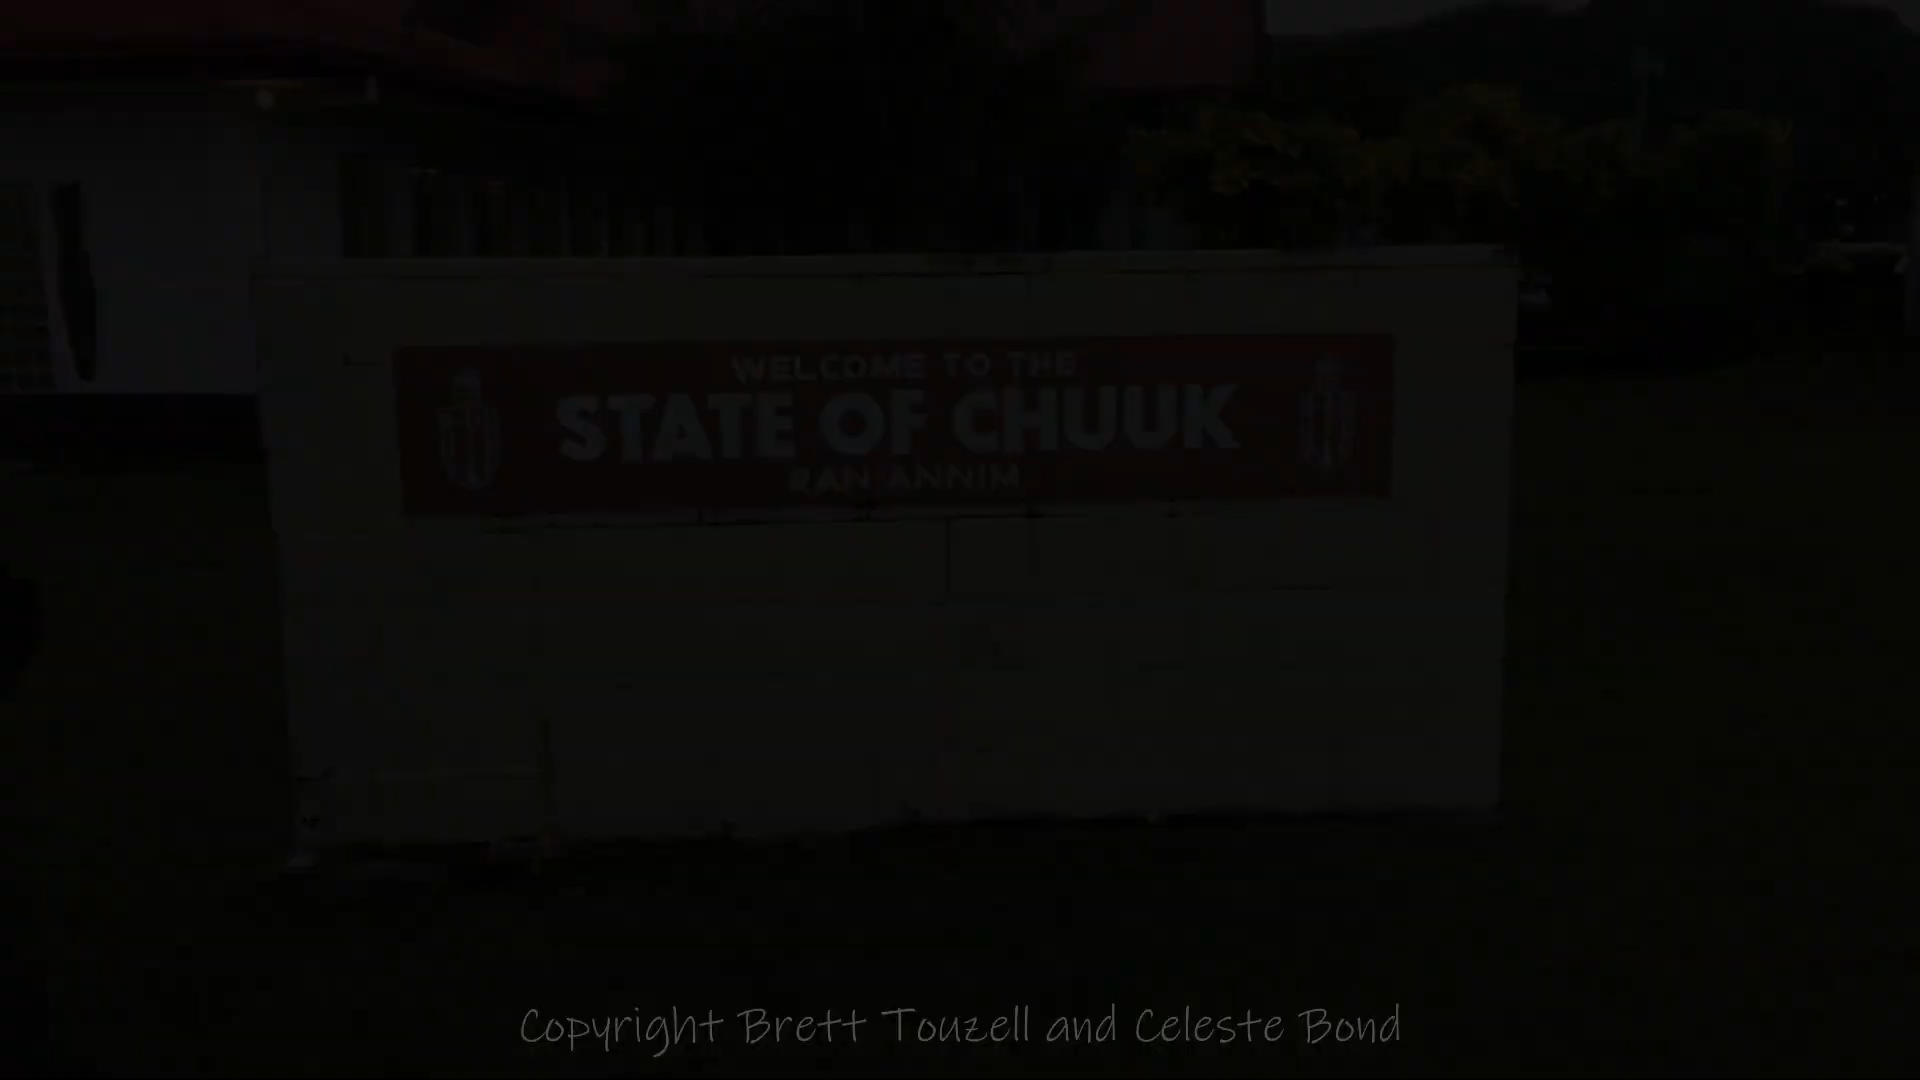 WELCOME TO THE
STATE OF CHUUK
RAN ANNIM
Copyright Brett Touzell and Celeste Bond